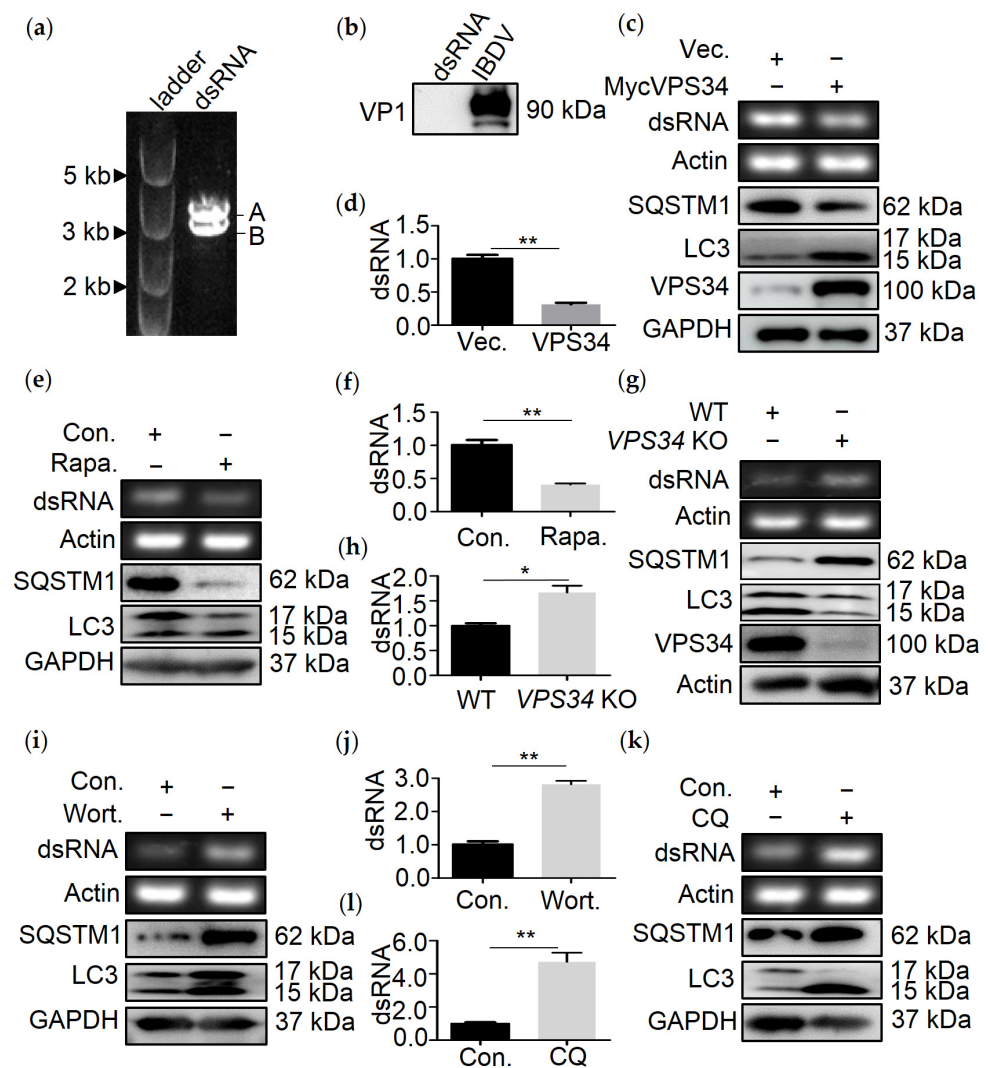 (a)
ladder
dsRNA
5 kb
3 kb
2 kb
A
B
(b)
dsRNA
IBDV
VP1
90 kDa
(c)
Vec. + −
MycVPS34 − +
dsRNA
Actin
SQSTM1 62 kDa
LC3 17 kDa
15 kDa
VPS34 100 kDa
GAPDH 37 kDa
(d)
dsRNA
1.5
1.0
0.5
0.0
**
Vec. VPS34
(e)
Con. + −
Rapa. − +
dsRNA
Actin
SQSTM1 62 kDa
LC3 17 kDa
15 kDa
GAPDH 37 kDa
(f)
dsRNA
1.5
1.0
0.5
0.0
**
Con. Rapa.
(g)
WT + −
VPS34 KO − +
dsRNA
Actin
SQSTM1 62 kDa
LC3 17 kDa
15 kDa
VPS34 100 kDa
Actin 37 kDa
(h)
dsRNA
2.0
1.5
1.0
0.5
0.0
*
WT VPS34 KO
(i)
Con. + −
Wort. − +
dsRNA
Actin
SQSTM1 62 kDa
LC3 17 kDa
15 kDa
GAPDH 37 kDa
(j)
dsRNA
3.0
2.0
1.0
0.0
**
Con. Wort.
(k)
Con. + −
CQ − +
dsRNA
Actin
SQSTM1 62 kDa
LC3 17 kDa
15 kDa
GAPDH 37 kDa
(l)
dsRNA
6.0
4.0
2.0
0.0
**
Con. CQ